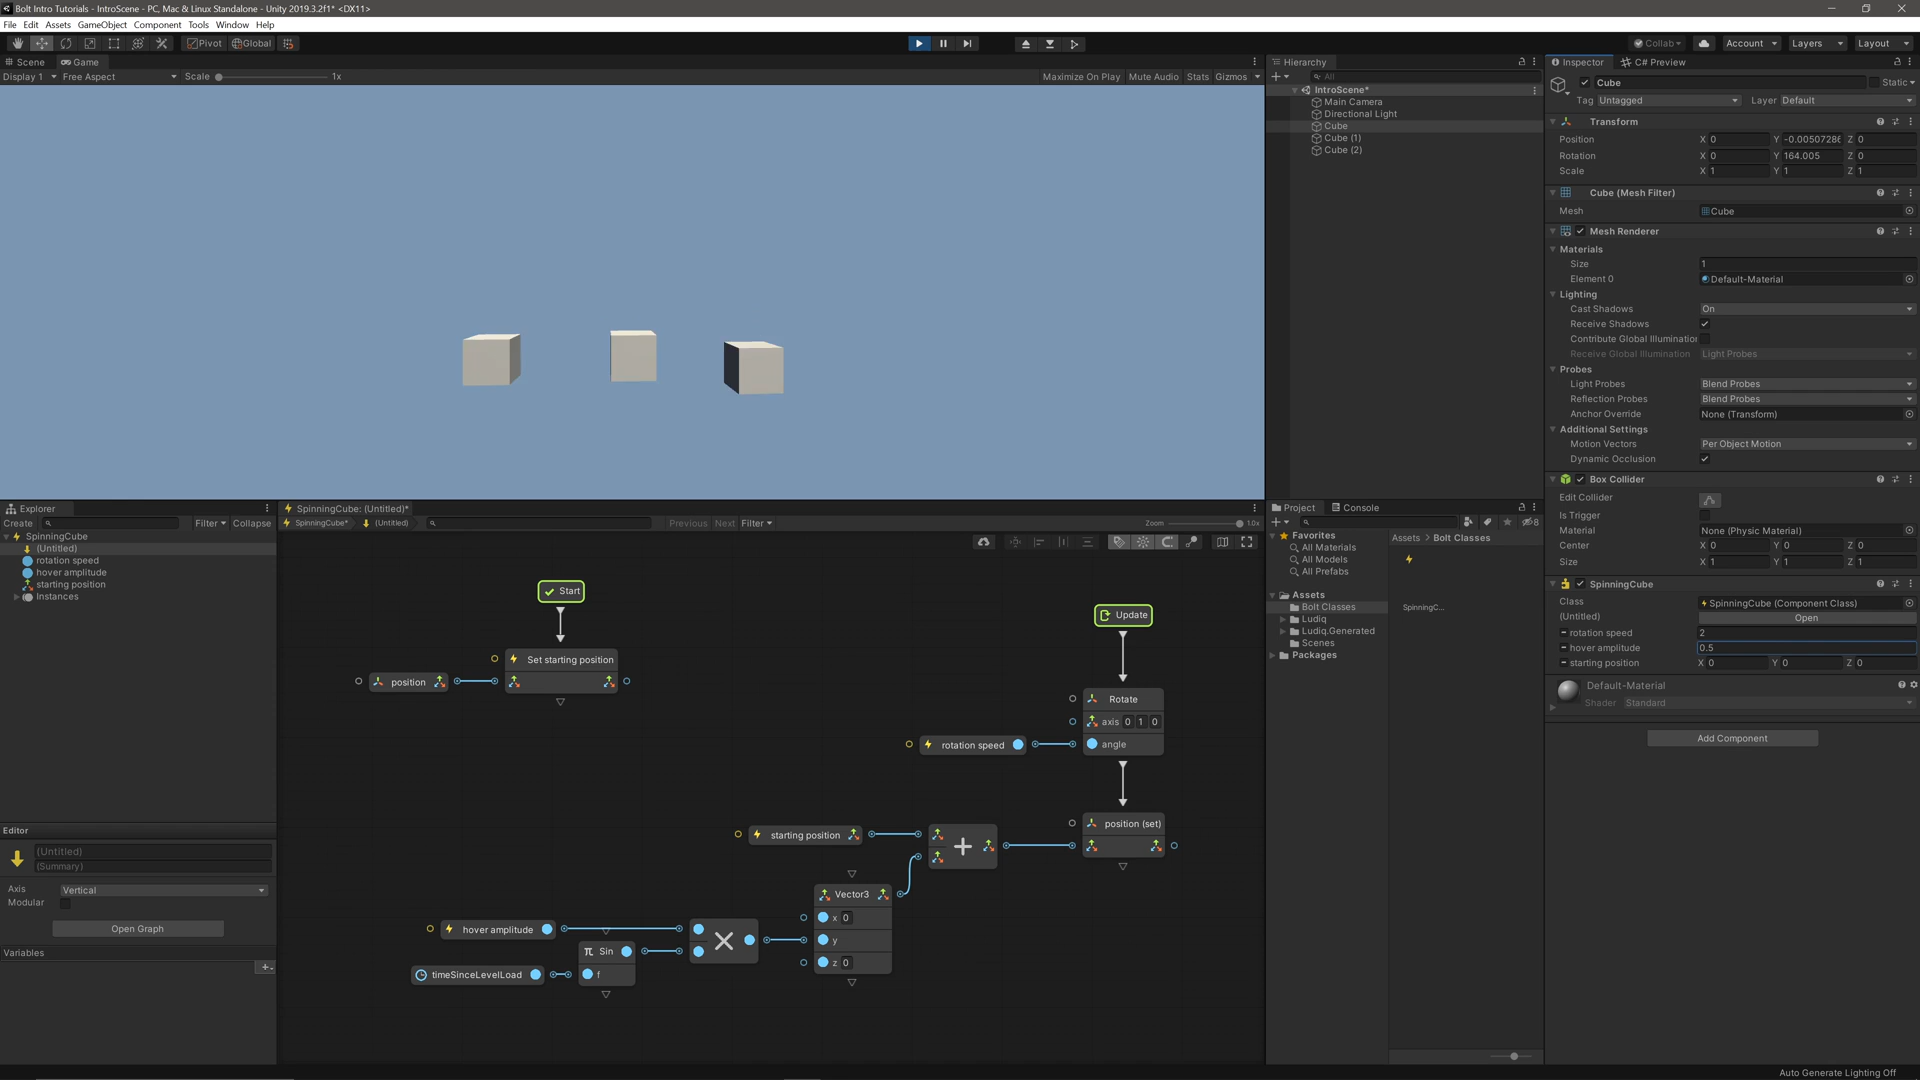 Bolt Intro Tutorials - IntroScene - PC, Mac & Linux Standalone - Unity 2019.3.2f1* <DX11>
File Edit Assets GameObject Component Tools Window Help
Pivot Global Collab Account Layers Layout
Scene Game
Display 1 Free Aspect Scale 1x Maximize On Play Mute Audio Stats Gizmos
Hierarchy
All
IntroScene*
Main Camera
Directional Light
Cube
Cube (1)
Cube (2)
Inspector C# Preview
Cube Static
Tag Untagged Layer Default
Transform
Position X 0 Y -0.00507286 Z 0
Rotation X 0 Y 164.005 Z 0
Scale X 1 Y 1 Z 1
Cube (Mesh Filter)
Mesh Cube
Mesh Renderer
Materials
Size 1
Element 0 Default-Material
Lighting
Cast Shadows On
Receive Shadows
Contribute Global Illumination
Receive Global Illumination Light Probes
Probes
Light Probes Blend Probes
Reflection Probes Blend Probes
Anchor Override None (Transform)
Additional Settings
Motion Vectors Per Object Motion
Dynamic Occlusion
Box Collider
Edit Collider
Is Trigger
Material None (Physic Material)
Center X 0 Y 0 Z 0
Size X 1 Y 1 Z 1
SpinningCube
Class SpinningCube (Component Class)
(Untitled) Open
rotation speed 2
hover amplitude 0.5
starting position X 0 Y 0 Z 0
Default-Material
Shader Standard
Add Component
Explorer
Create Filter Collapse
SpinningCube
(Untitled)
rotation speed
hover amplitude
starting position
Instances
Editor
(Untitled)
(Summary)
Axis Vertical
Modular
Open Graph
Variables
SpinningCube: (Untitled)*
SpinningCube* (Untitled) Previous Next Filter Zoom 1.0x
Start
Set starting position
position
Update
Rotate
axis 0 1 0
rotation speed angle
position (set)
starting position
Vector3
x 0
y
z 0
hover amplitude
Sin
timeSinceLevelLoad f
Project Console
8
Favorites
All Materials
All Models
All Prefabs
Assets
Bolt Classes
Ludiq
Ludiq.Generated
Scenes
Packages
Assets > Bolt Classes
SpinningC...
Auto Generate Lighting Off